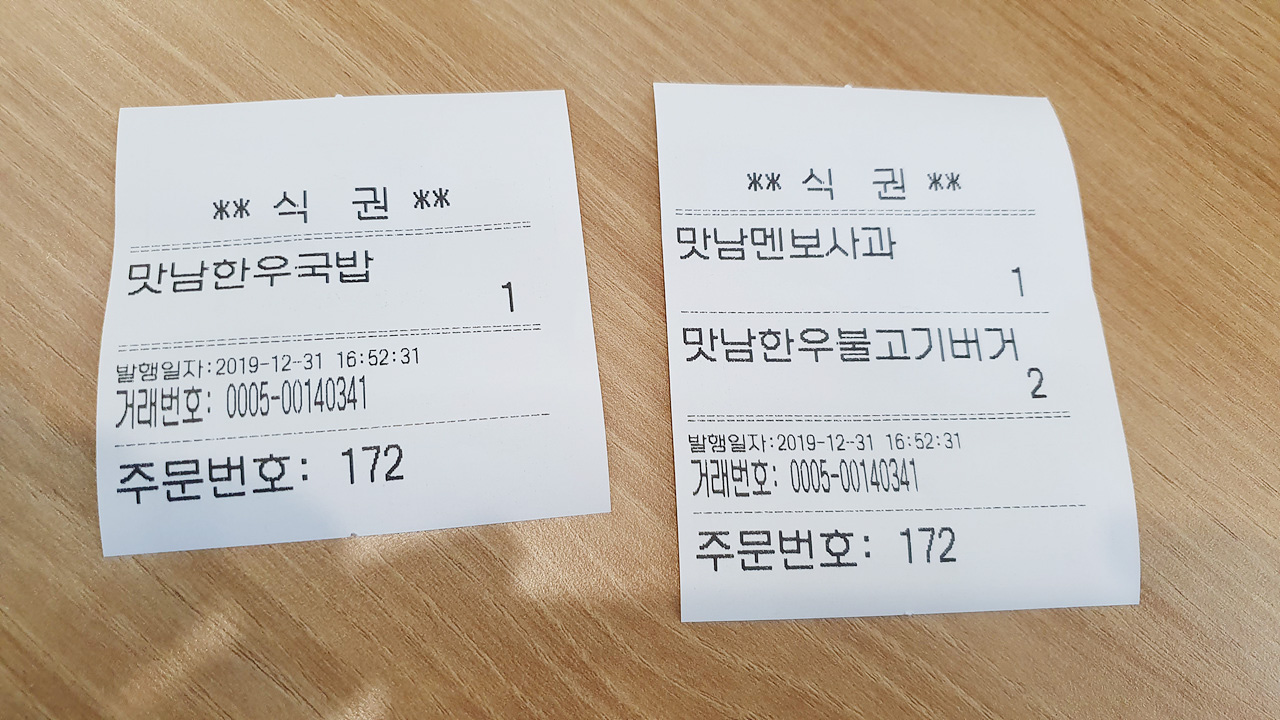 ** 식 권 **
맛남한우국밥
1
발행일자:2019-12-31 16:52:31
거래번호: 0005-00140341
주문번호: 172
** 식 권 **
맛남멘보사과
1
맛남한우불고기버거
2
발행일자:2019-12-31 16:52:31
거래번호: 0005-00140341
주문번호: 172